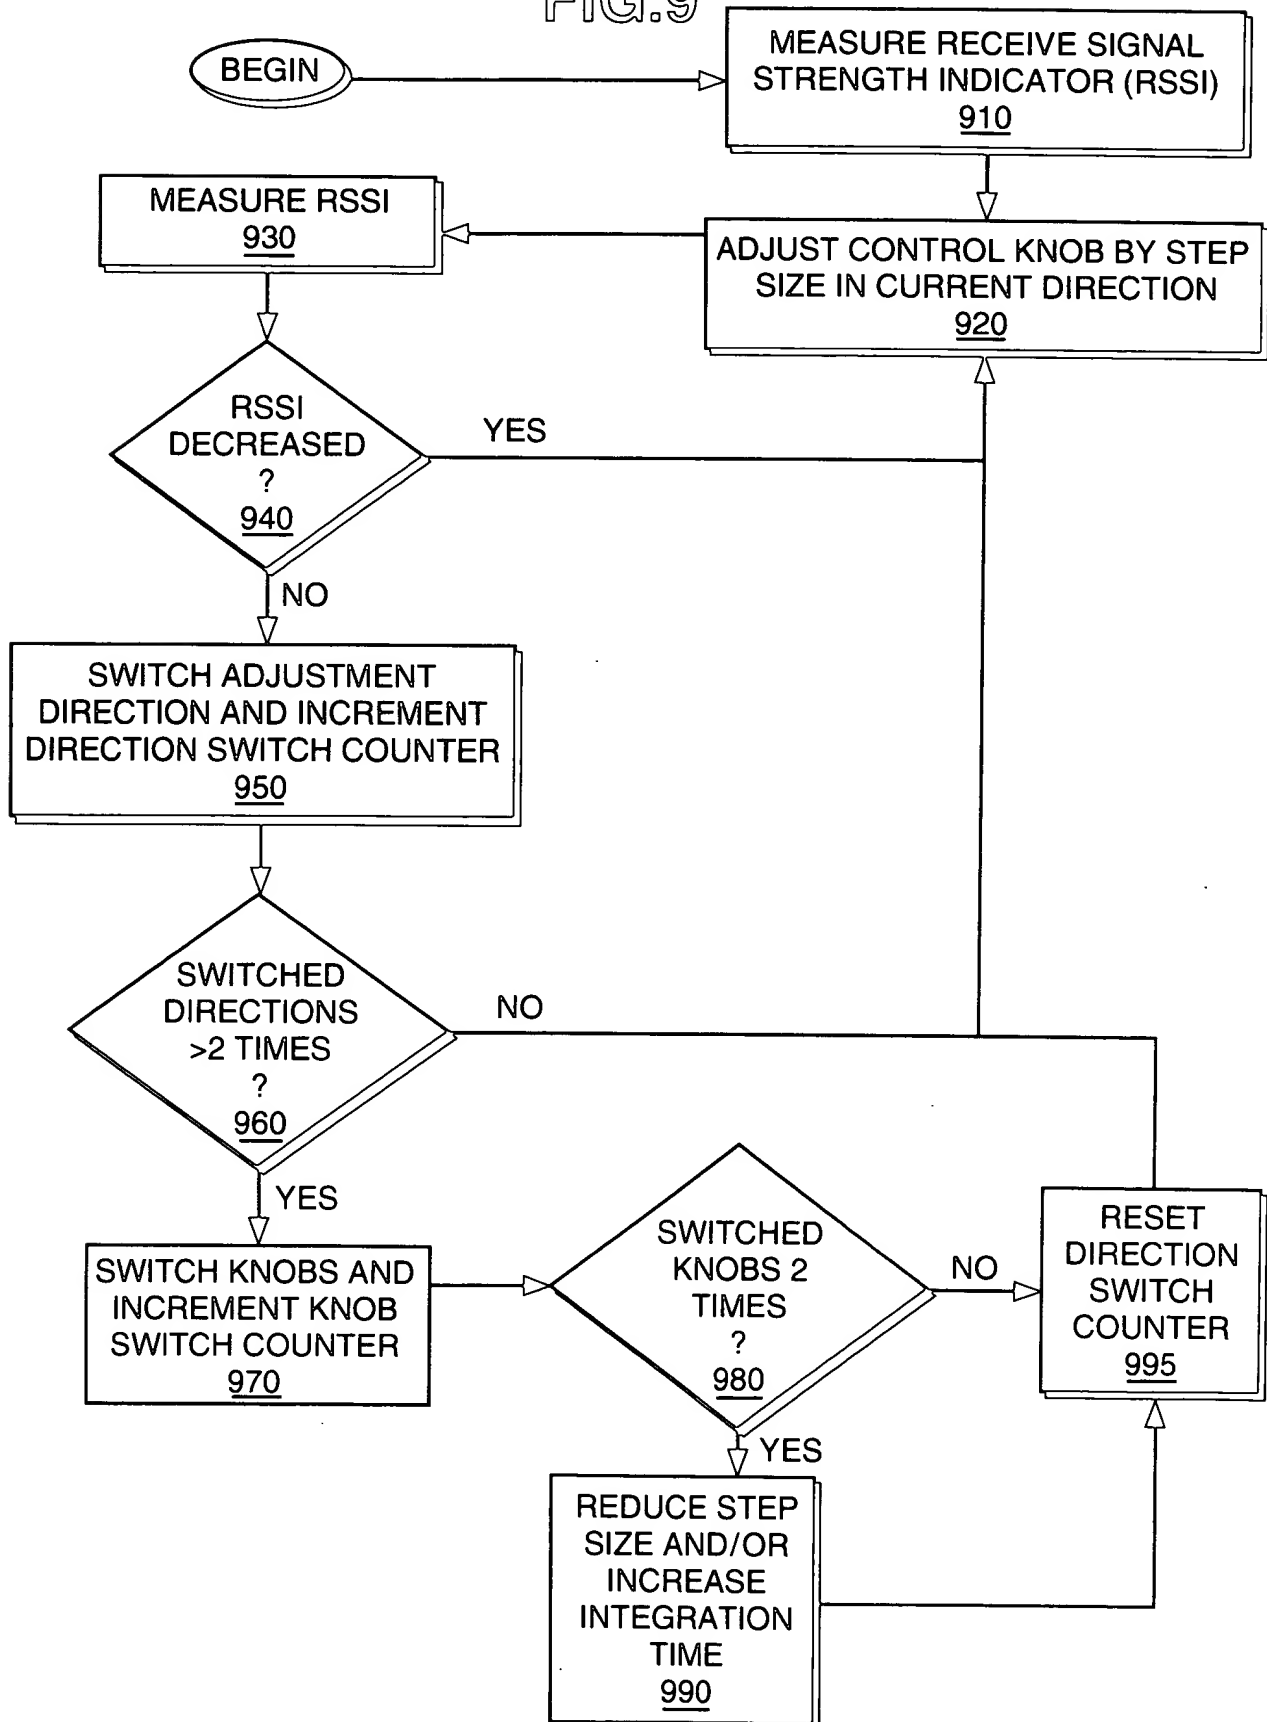 FIG.9
BEGIN
MEASURE RECEIVE SIGNAL
STRENGTH INDICATOR (RSSI)
910
MEASURE RSSI
930
ADJUST CONTROL KNOB BY STEP
SIZE IN CURRENT DIRECTION
920
RSSI
DECREASED
?
940
YES
NO
SWITCH ADJUSTMENT
DIRECTION AND INCREMENT
DIRECTION SWITCH COUNTER
950
SWITCHED
DIRECTIONS
>2 TIMES
?
960
NO
YES
SWITCH KNOBS AND
INCREMENT KNOB
SWITCH COUNTER
970
SWITCHED
KNOBS 2
TIMES
?
980
NO
YES
RESET
DIRECTION
SWITCH
COUNTER
995
REDUCE STEP
SIZE AND/OR
INCREASE
INTEGRATION
TIME
990